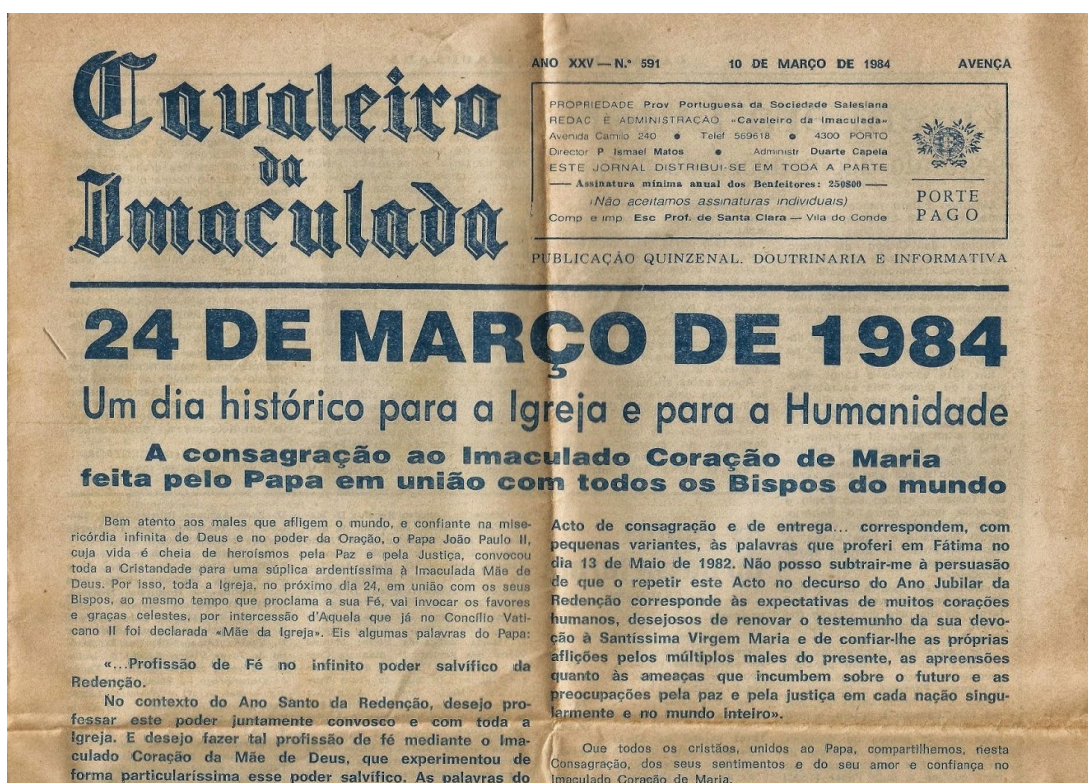 Cavaleiro
da
Imaculada
ANO XXV — N.º 591 10 DE MARÇO DE 1984 AVENÇA
PROPRIEDADE Prov Portuguesa da Sociedade Salesiana
REDAC E ADMINISTRAÇÃO «Cavaleiro da Imaculada»
Avenida Camilo 240 • Telef 569618 • 4300 PORTO
Director P Ismael Matos • Administr Duarte Capela
ESTE JORNAL DISTRIBUI-SE EM TODA A PARTE
— Assinatura mínima anual dos Benfeitores: 250$00 —
(Não aceitamos assinaturas individuais)
Comp e imp Esc Prof. de Santa Clara — Vila do Conde
PORTE
PAGO
PUBLICAÇÃO QUINZENAL. DOUTRINARIA E INFORMATIVA
24 DE MARÇO DE 1984
Um dia histórico para a Igreja e para a Humanidade
A consagração ao Imaculado Coração de Maria
feita pelo Papa em união com todos os Bispos do mundo
Bem atento aos males que afligem o mundo, e confiante na mise-
ricórdia infinita de Deus e no poder da Oração, o Papa João Paulo II,
cuja vida é cheia de heroísmos pela Paz e pela Justiça, convocou
toda a Cristandade para uma súplica ardentíssima à Imaculada Mãe de
Deus. Por isso, toda a Igreja, no próximo dia 24, em união com os seus
Bispos, ao mesmo tempo que proclama a sua Fé, vai invocar os favores
e graças celestes, por intercessão d'Aquela que já no Concílio Vati-
cano II foi declarada «Mãe da Igreja». Eis algumas palavras do Papa:
«...Profissão de Fé no infinito poder salvífico da
Redenção.
No contexto do Ano Santo da Redenção, desejo pro-
fessar este poder juntamente convosco e com toda a
Igreja. E desejo fazer tal profissão de fé mediante o Ima-
culado Coração da Mãe de Deus, que experimentou de
forma particularíssima esse poder salvífico. As palavras do
Acto de consagração e de entrega... correspondem, com
pequenas variantes, às palavras que proferi em Fátima no
dia 13 de Maio de 1982. Não posso subtrair-me à persuasão
de que o repetir este Acto no decurso do Ano Jubilar da
Redenção corresponde às expectativas de muitos corações
humanos, desejosos de renovar o testemunho da sua devo-
ção à Santíssima Virgem Maria e de confiar-lhe as próprias
aflições pelos múltiplos males do presente, as apreensões
quanto às ameaças que incumbem sobre o futuro e as
preocupações pela paz e pela justiça em cada nação singu-
larmente e no mundo inteiro».
Que todos os cristãos, unidos ao Papa, compartilhemos, nesta
Consagração, dos seus sentimentos e do seu amor e confiança no
Imaculado Coração de Maria.